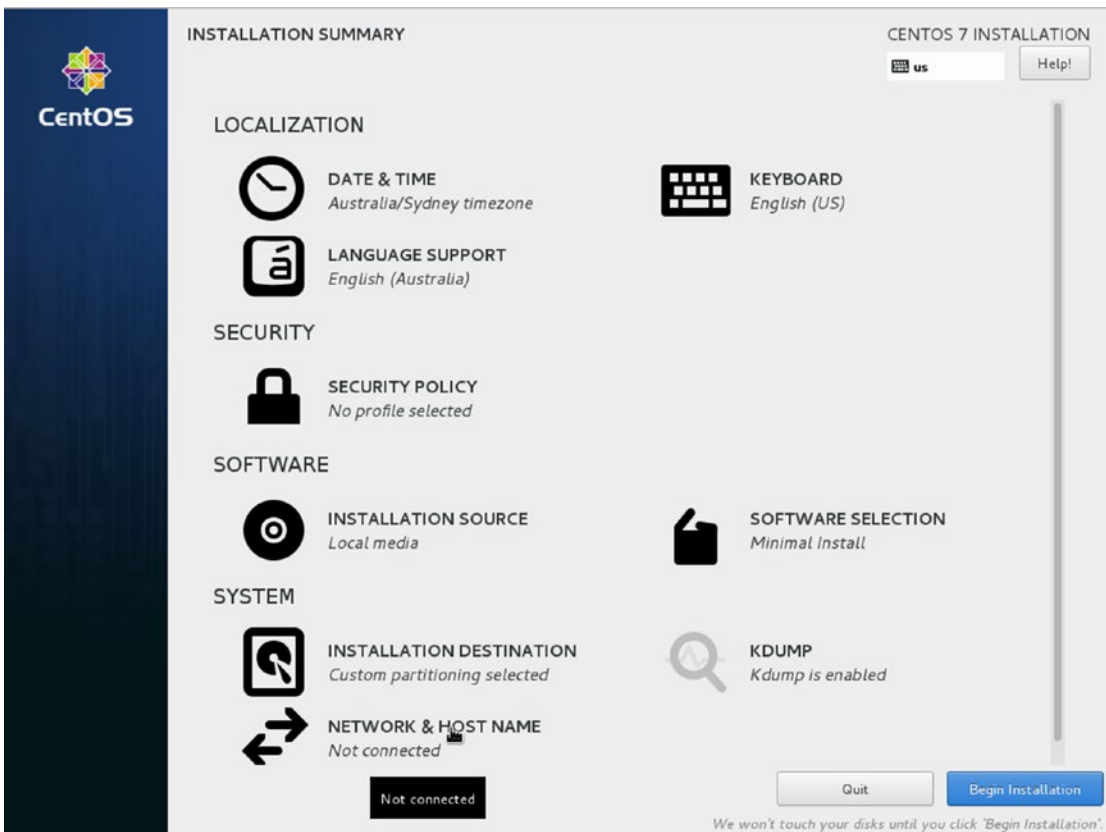 INSTALLATION SUMMARY
CENTOS 7 INSTALLATION
us
Help!
CentOS
LOCALIZATION
DATE & TIME
Australia/Sydney timezone
KEYBOARD
English (US)
á
LANGUAGE SUPPORT
English (Australia)
SECURITY
SECURITY POLICY
No profile selected
SOFTWARE
INSTALLATION SOURCE
Local media
SOFTWARE SELECTION
Minimal Install
SYSTEM
INSTALLATION DESTINATION
Custom partitioning selected
KDUMP
Kdump is enabled
NETWORK & HOST NAME
Not connected
Not connected
Quit
Begin Installation
We won't touch your disks until you click 'Begin Installation'.